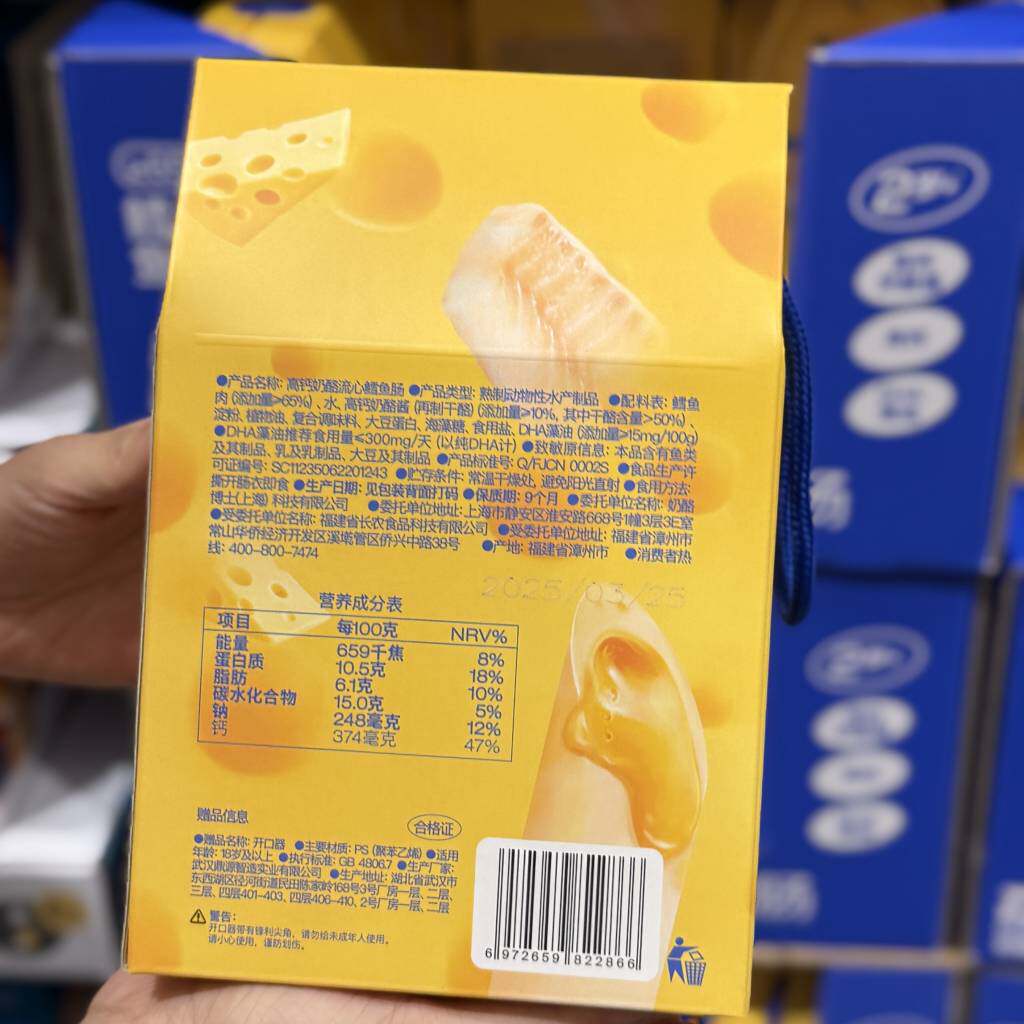 ●产品名称: 高钙奶酪流心鳕鱼肠 ●产品类型: 熟制动物性水产制品 ●配料表: 鳕鱼
肉 (添加量≥65%) 、水、高钙奶酪酱 (再制干酪) (添加量≥10%, 其中干酪含量>50%) 、
淀粉、植物油、复合调味料、大豆蛋白、海藻糖、食用盐、DHA藻油 (添加量≥15mg/100g)
●DHA藻油推荐食用量≤300mg/天 (以纯DHA计) ●致敏原信息: 本品含有鱼类
及其制品、乳及乳制品、大豆及其制品 ●产品标准号: Q/FJCN 0002S ●食品生产许
可证编号: SC11235062201243 ●贮存条件: 常温干燥处, 避免阳光直射 ●食用方法:
撕开肠衣即食 ●生产日期: 见包装背面打码 ●保质期: 9个月 ●委托单位名称: 奶酪
博士(上海) 科技有限公司 ●委托单位地址: 上海市静安区淮安路668号1幢3层3E室
●受委托单位名称: 福建省长农食品科技有限公司 ●受委托单位地址: 福建省漳州市
常山华侨经济开发区溪墘管区侨兴中路38号 ●产地: 福建省漳州市 ●消费者热
线: 400-800-7474
2025/03/25
营养成分表
项目 每100克 NRV%
能量 659千焦 8%
蛋白质 10.5克 18%
脂肪 6.1克 10%
碳水化合物 15.0克 5%
钠 248毫克 12%
钙 374毫克 47%
赠品信息
合格证
●赠品名称: 开口器 ●主要材质: PS (聚苯乙烯) ●适用
年龄: 18岁及以上 ●执行标准: GB 4806.7 ●生产厂家:
武汉鼎源智造实业有限公司 ●生产地址: 湖北省武汉市
东西湖区径河街道民田陈家岭168号3号厂房一层、二层、
三层、四层401-403、四层406-410、2号厂房一层、二层
警告:
开口器带有锋利尖角, 请勿给未成年人使用。
请小心使用, 谨防划伤。
6 972659 822866